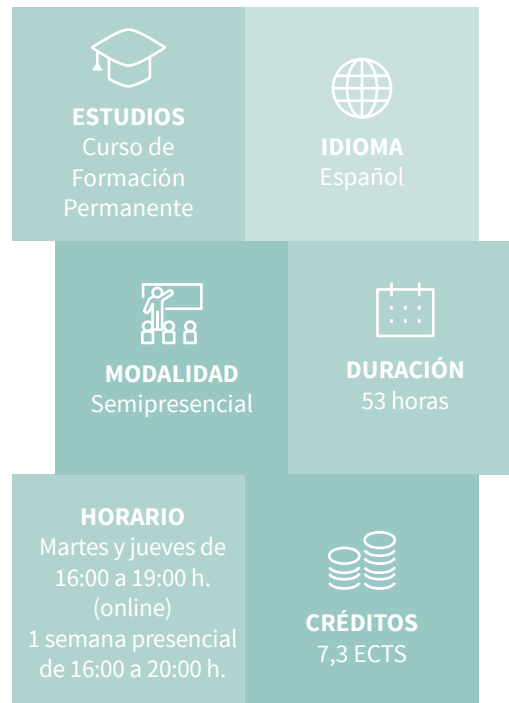 ESTUDIOS
Curso de
Formación
Permanente
IDIOMA
Español
MODALIDAD
Semipresencial
DURACIÓN
53 horas
HORARIO
Martes y jueves de
16:00 a 19:00 h.
(online)
1 semana presencial
de 16:00 a 20:00 h.
CRÉDITOS
7,3 ECTS